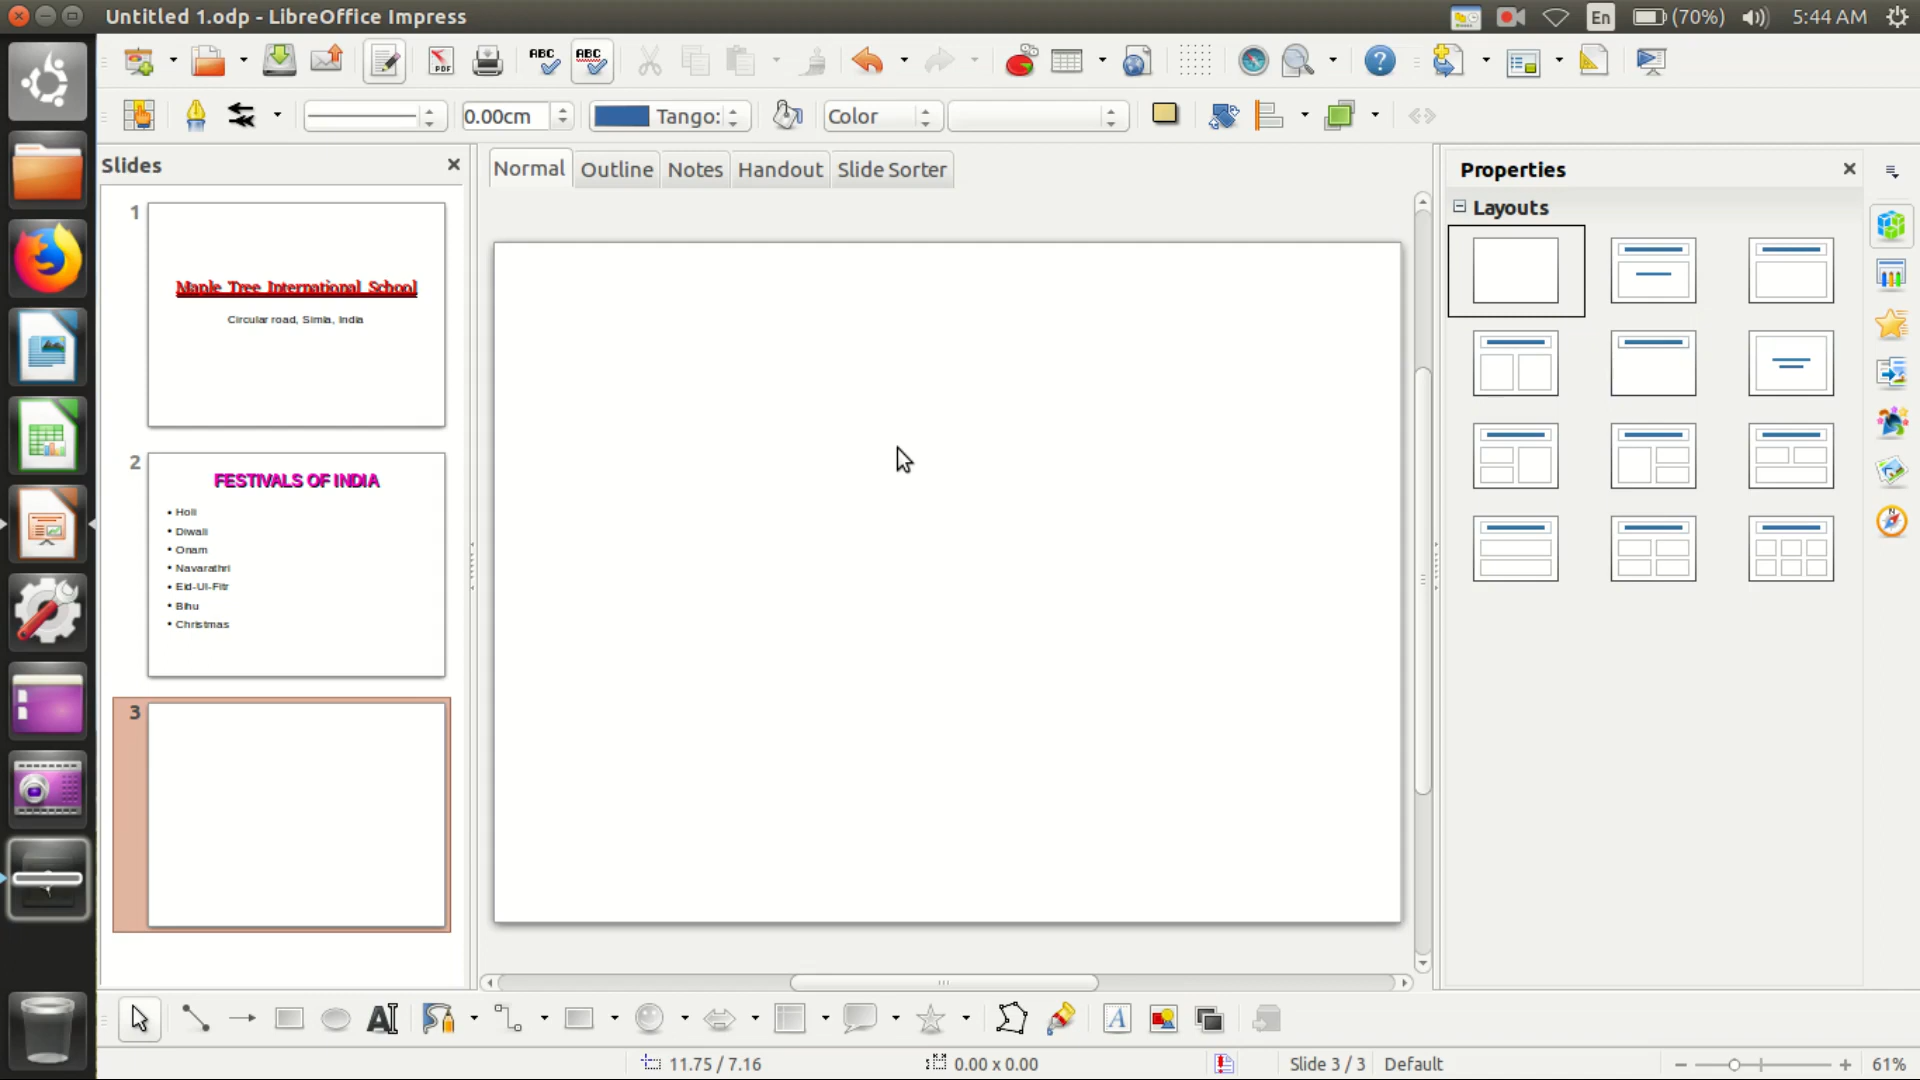 Untitled 1.odp - LibreOffice Impress
En
(70%)
5:44 AM
PDF
ABC
ABC
0.00cm
Tango:
Color
Slides
Normal
Outline
Notes
Handout
Slide Sorter
Properties
Layouts
1
Maple Tree International School
Circular road, Simla, India
2
FESTIVALS OF INDIA
• Holi
• Diwali
• Onam
• Navarathri
• Eid-Ul-Fitr
• Bihu
• Christmas
3
11.75 / 7.16
0.00 x 0.00
Slide 3 / 3
Default
61%